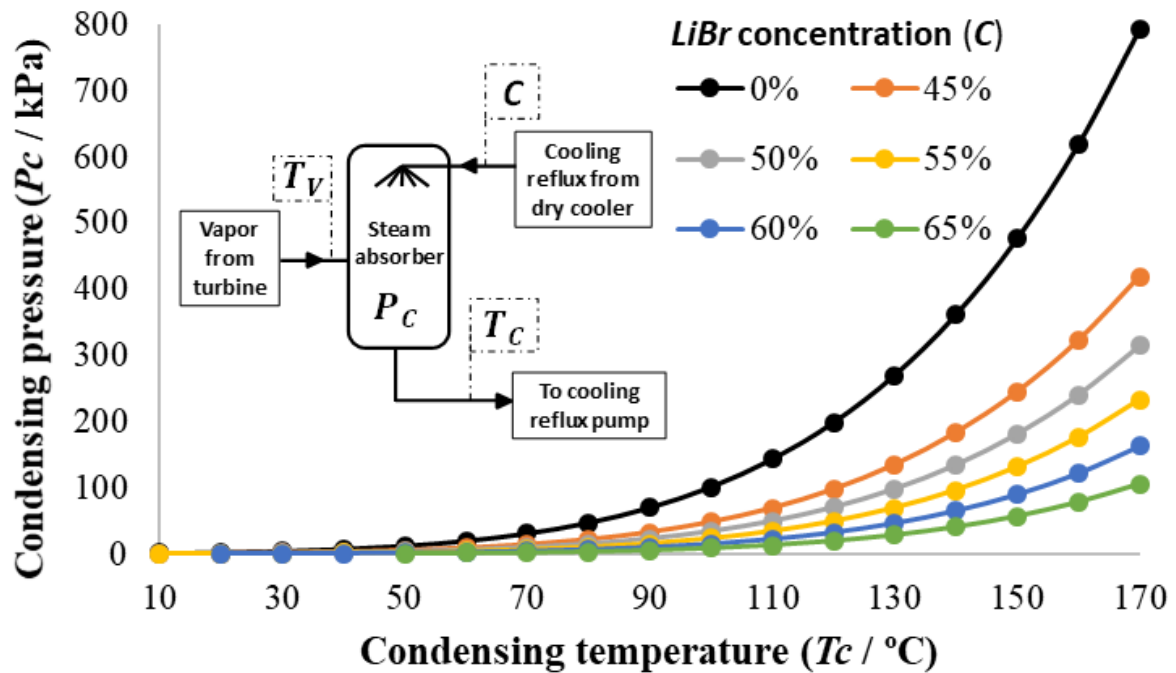 Condensing pressure (Pc / kPa)
800
700
600
500
400
300
200
100
0
10
30
50
70
90
110
130
150
170
Condensing temperature (Tc / ºC)
LiBr concentration (C)
0%
45%
50%
55%
60%
65%
C
Cooling
reflux from
dry cooler
T_V
Vapor
from
turbine
Steam
absorber
P_C
T_C
To cooling
reflux pump